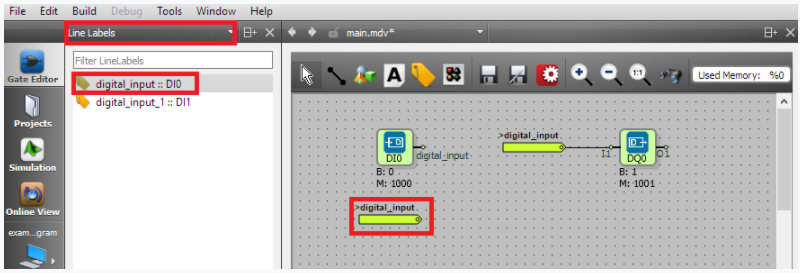 File Edit Build Debug Tools Window Help
Line Labels
main.mdv*
Filter LineLabels
Gate Editor
digital_input :: DI0
digital_input_1 :: DI1
Projects
Simulation
Online View
exam...gram
A
1:1
Used Memory: %0
DI0
digital_input
B: 0
M: 1000
>digital_input
I1
DQ0
O1
B: 1
M: 1001
>digital_input